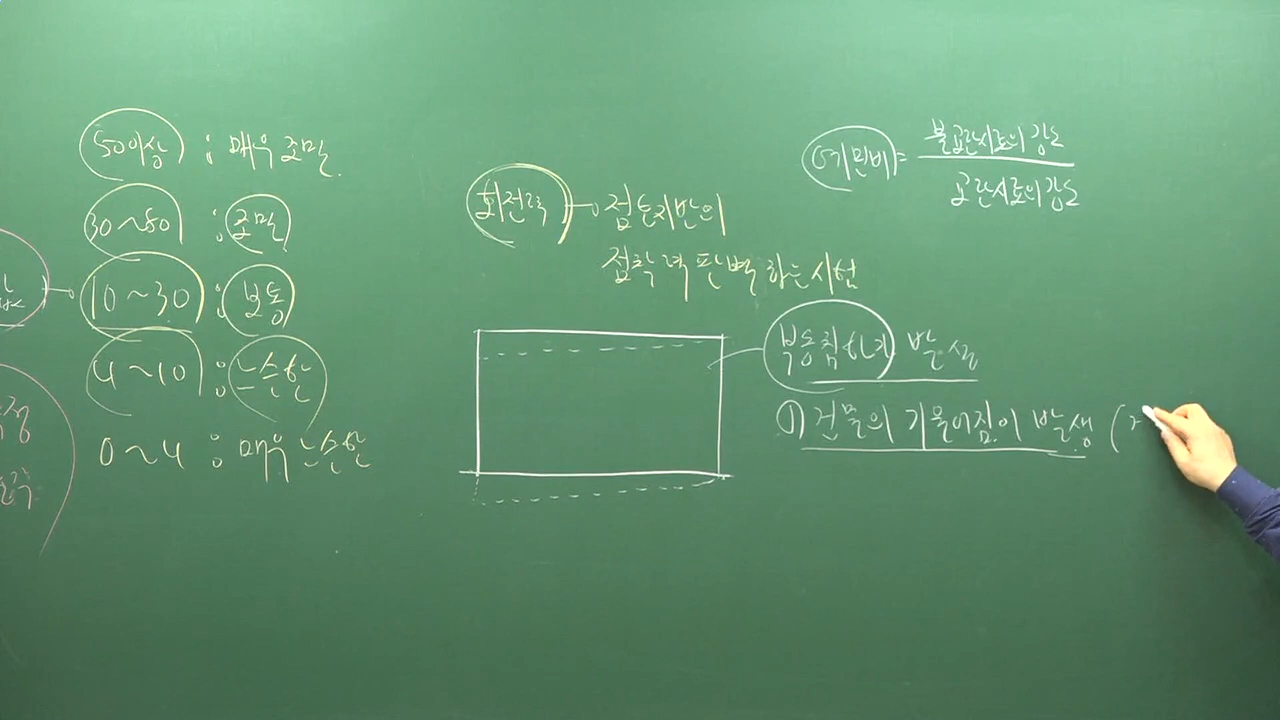 50이상 : 매우 조밀.
30~50 : 조밀
10~30 : 보통
4~10 : 느슨한
0~4 : 매우 느슨한
회전력 → 점토지반의
점착력 판벽하는 시험
예민비 = 불교란시료의 강도
교란시료의 강도
부동침하가 발생
① 건물의 기울어짐이 발생 (